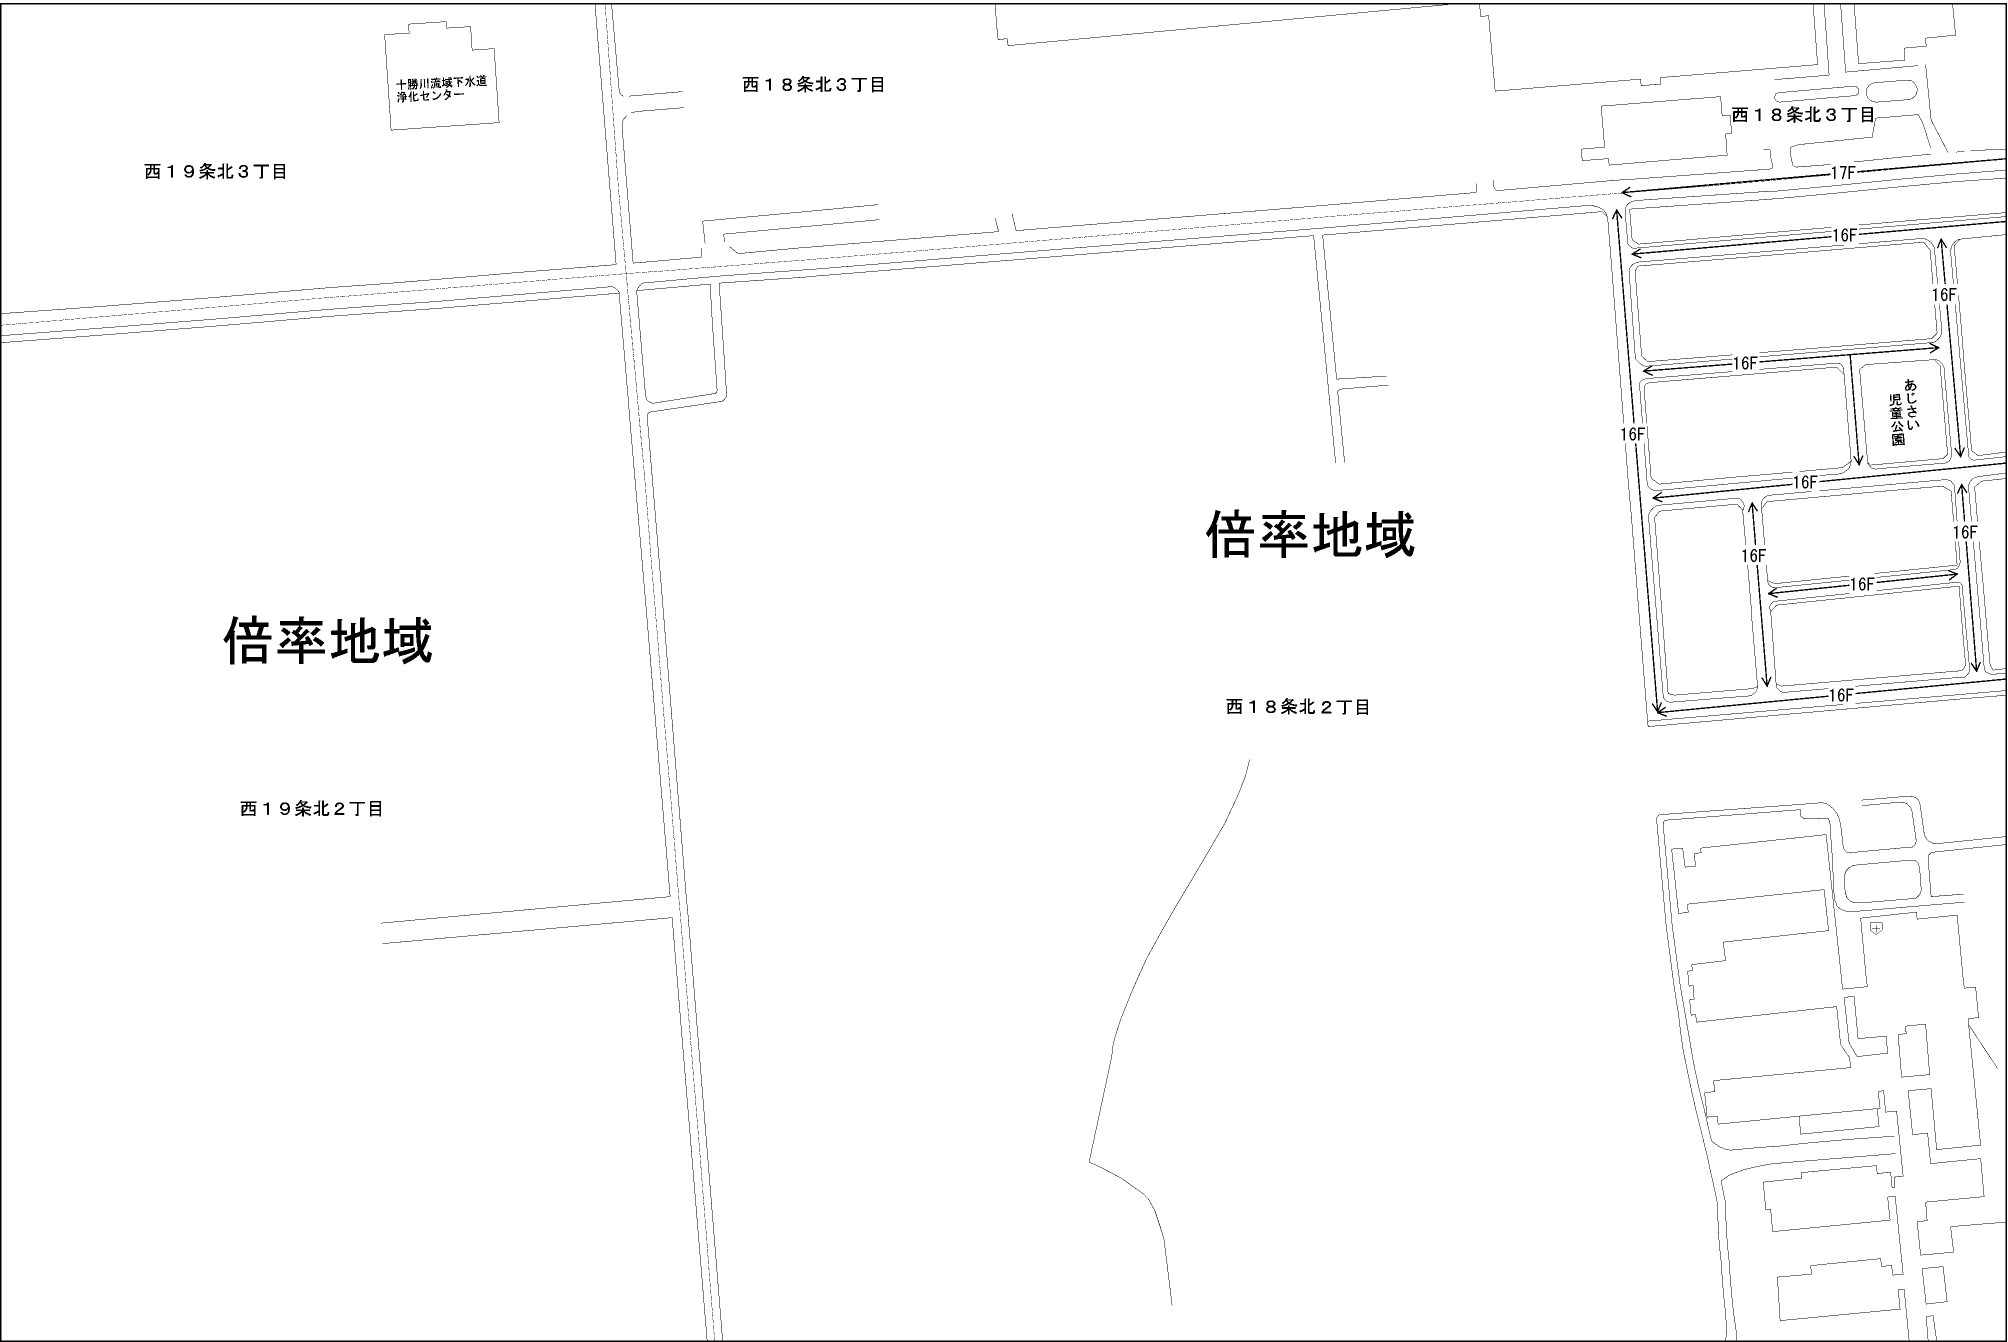 十勝川流域下水道
浄化センター
西１８条北３丁目
西１８条北３丁目
西１９条北３丁目
17F
16F
16F
16F
あじさい
児童公園
16F
16F
倍率地域
16F
16F
16F
倍率地域
16F
西１８条北２丁目
16F
西１９条北２丁目